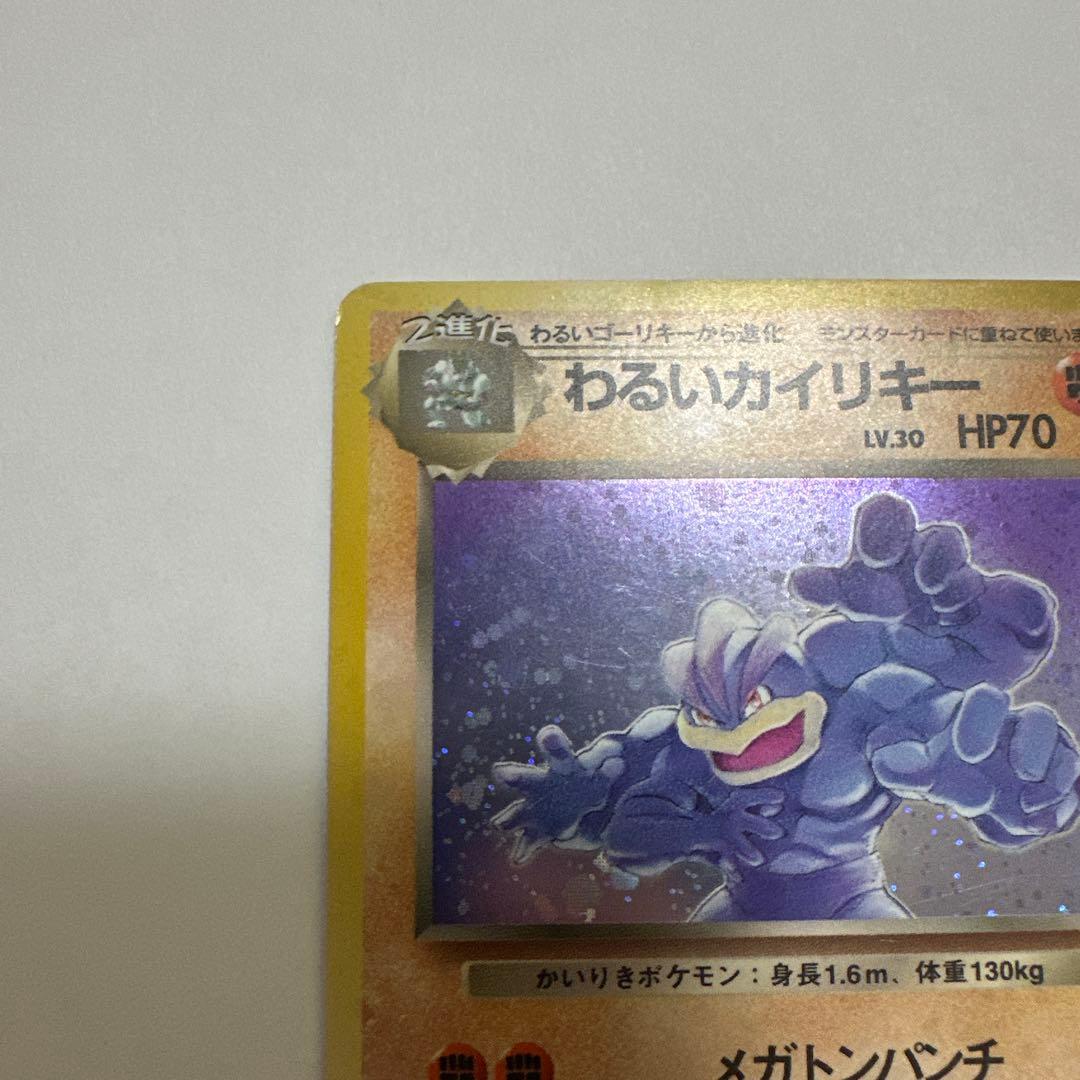 2進化 わるいゴーリキーから進化 モンスターカードに重ねて使いま
わるいカイリキー
LV.30 HP70
かいりきポケモン：身長1.6m、体重130kg
メガトンパンチ